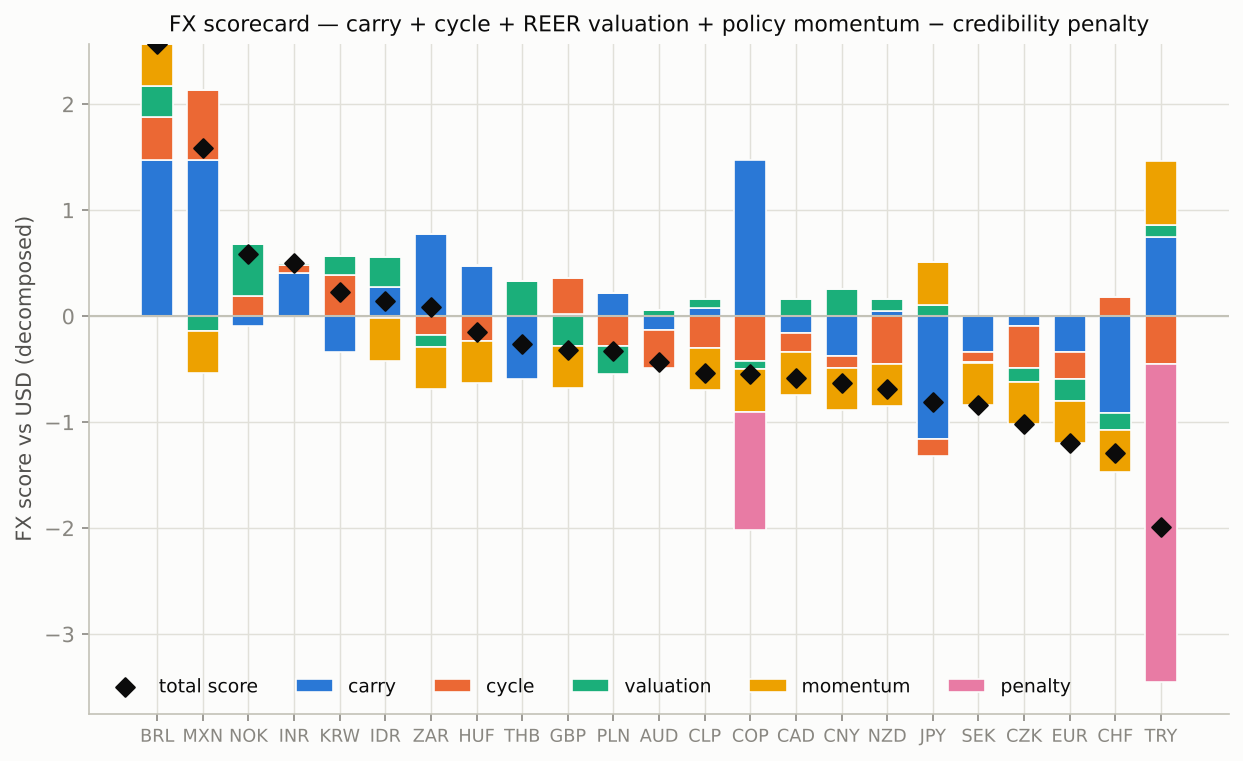 FX scorecard — carry + cycle + REER valuation + policy momentum − credibility penalty
FX score vs USD (decomposed)
2
1
0
−1
−2
−3
total score carry cycle valuation momentum penalty
BRL MXN NOK INR KRW IDR ZAR HUF THB GBP PLN AUD CLP COP CAD CNY NZD JPY SEK CZK EUR CHF TRY